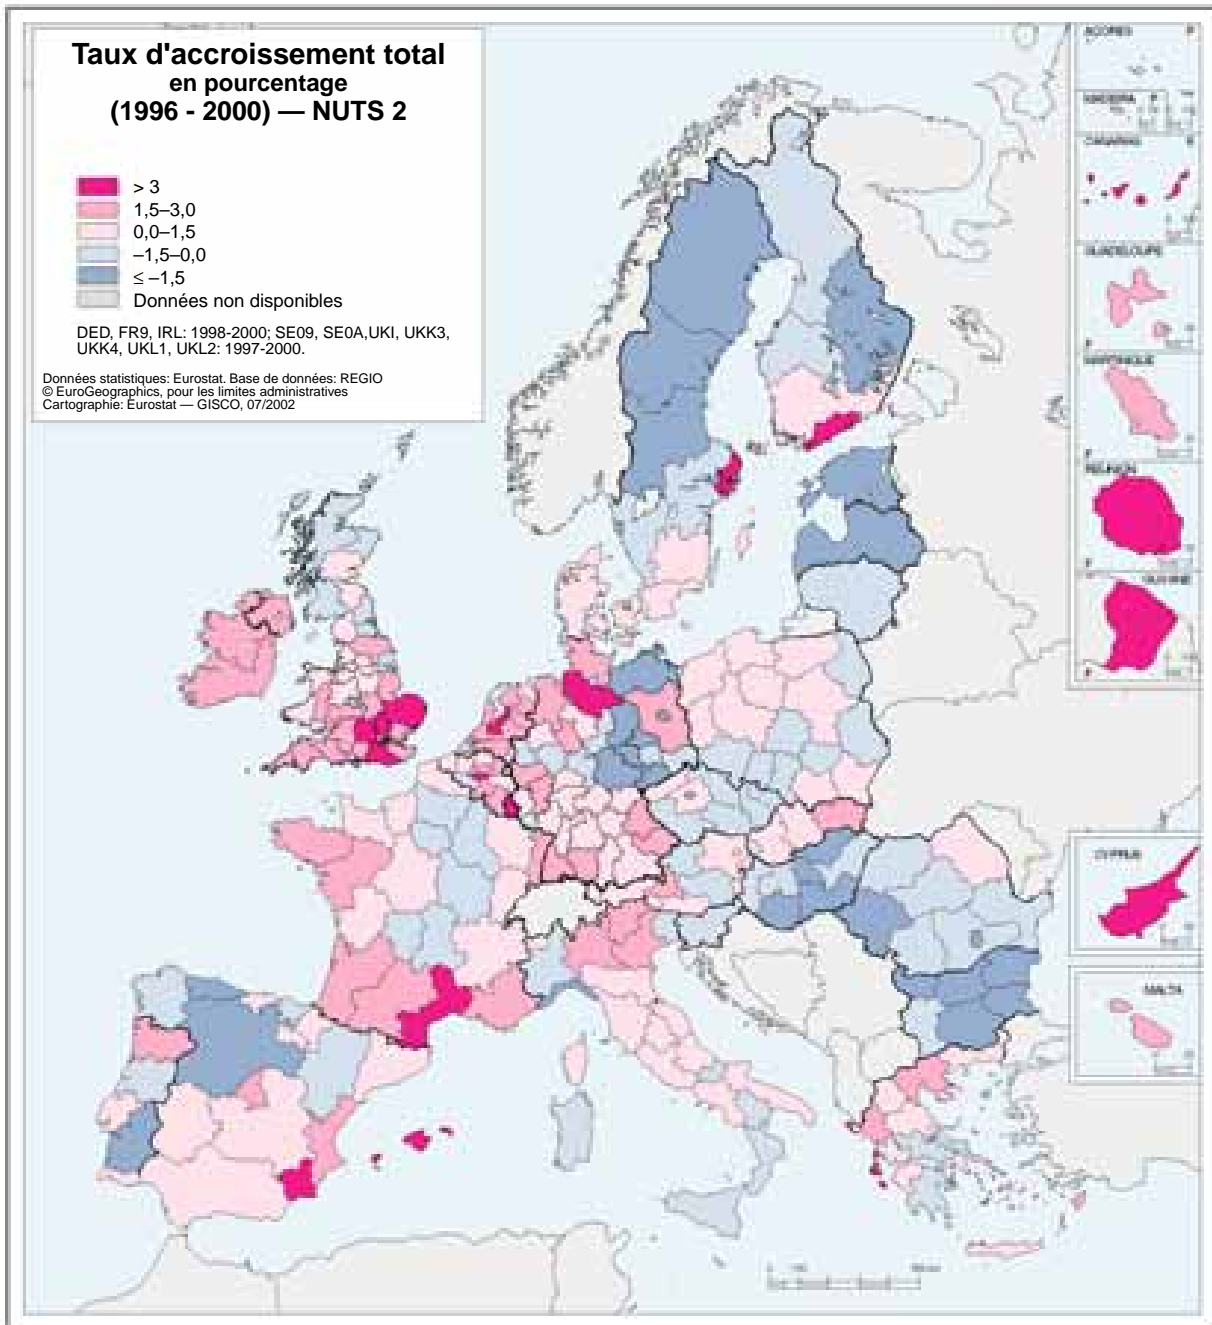 Taux d'accroissement total
en pourcentage
(1996 - 2000) — NUTS 2
> 3
1,5–3,0
0,0–1,5
–1,5–0,0
≤ –1,5
Données non disponibles
DED, FR9, IRL: 1998-2000; SE09, SE0A,UKI, UKK3,
UKK4, UKL1, UKL2: 1997-2000.
Données statistiques: Eurostat. Base de données: REGIO
© EuroGeographics, pour les limites administratives
Cartographie: Eurostat — GISCO, 07/2002
AÇORES P
MADEIRA P
CANARIAS E
GUADELOUPE
F
MARTINIQUE
F
RÉUNION
F
GUYANE
F
CYPRUS
MALTA